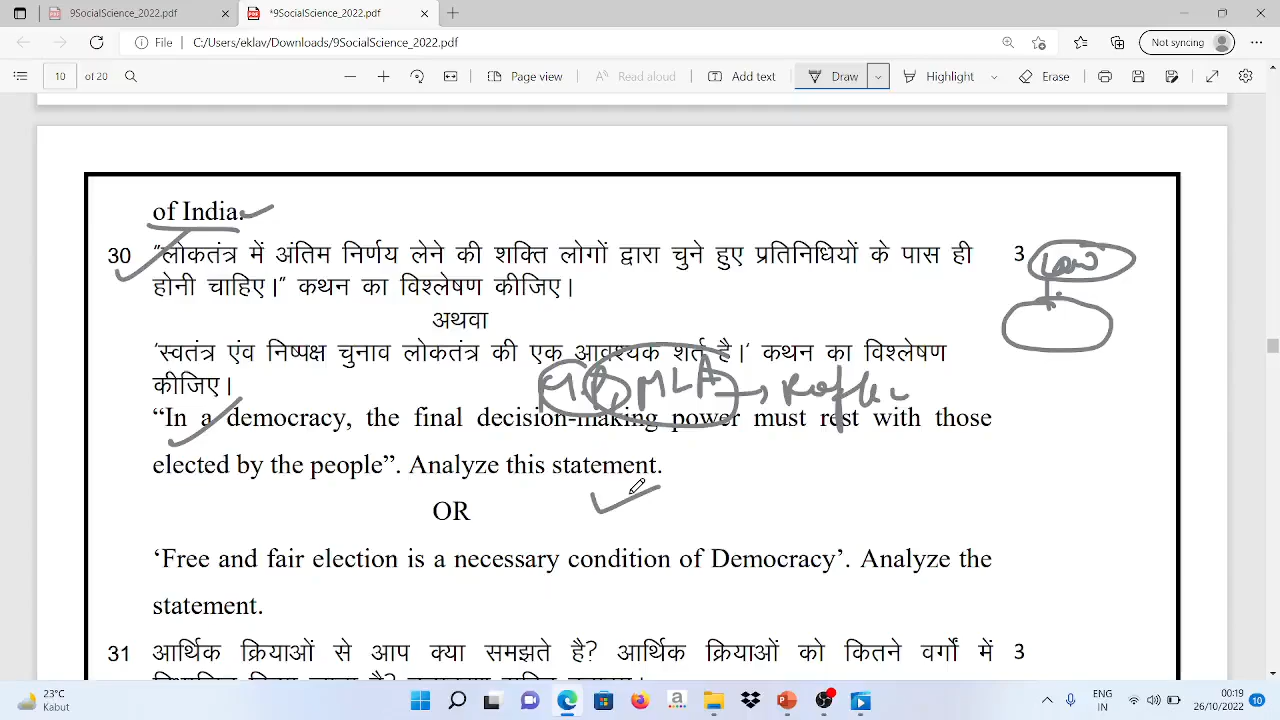 9SocialScience_2022.pdf
*9SocialScience_2022.pdf
File C:/Users/eklav/Downloads/9SocialScience_2022.pdf
Not syncing
10 of 20
Page view
Read aloud
Add text
Draw
Highlight
Erase
of India.
30 "लोकतंत्र में अंतिम निर्णय लेने की शक्ति लोगों द्वारा चुने हुए प्रतिनिधियों के पास ही 3
Law
होनी चाहिए।" कथन का विश्लेषण कीजिए।
अथवा
'स्वतंत्र एंव निष्पक्ष चुनाव लोकतंत्र की एक आवश्यक शर्त है।' कथन का विश्लेषण
कीजिए।
MLA
“In a democracy, the final decision-making power must rest with those
elected by the people”. Analyze this statement.
OR
‘Free and fair election is a necessary condition of Democracy’. Analyze the
statement.
31 आर्थिक क्रियाओं से आप क्या समझते है? आर्थिक क्रियाओं को कितने वर्गों में 3
23°C
Kabut
ENG
IN
00:19
26/10/2022
10